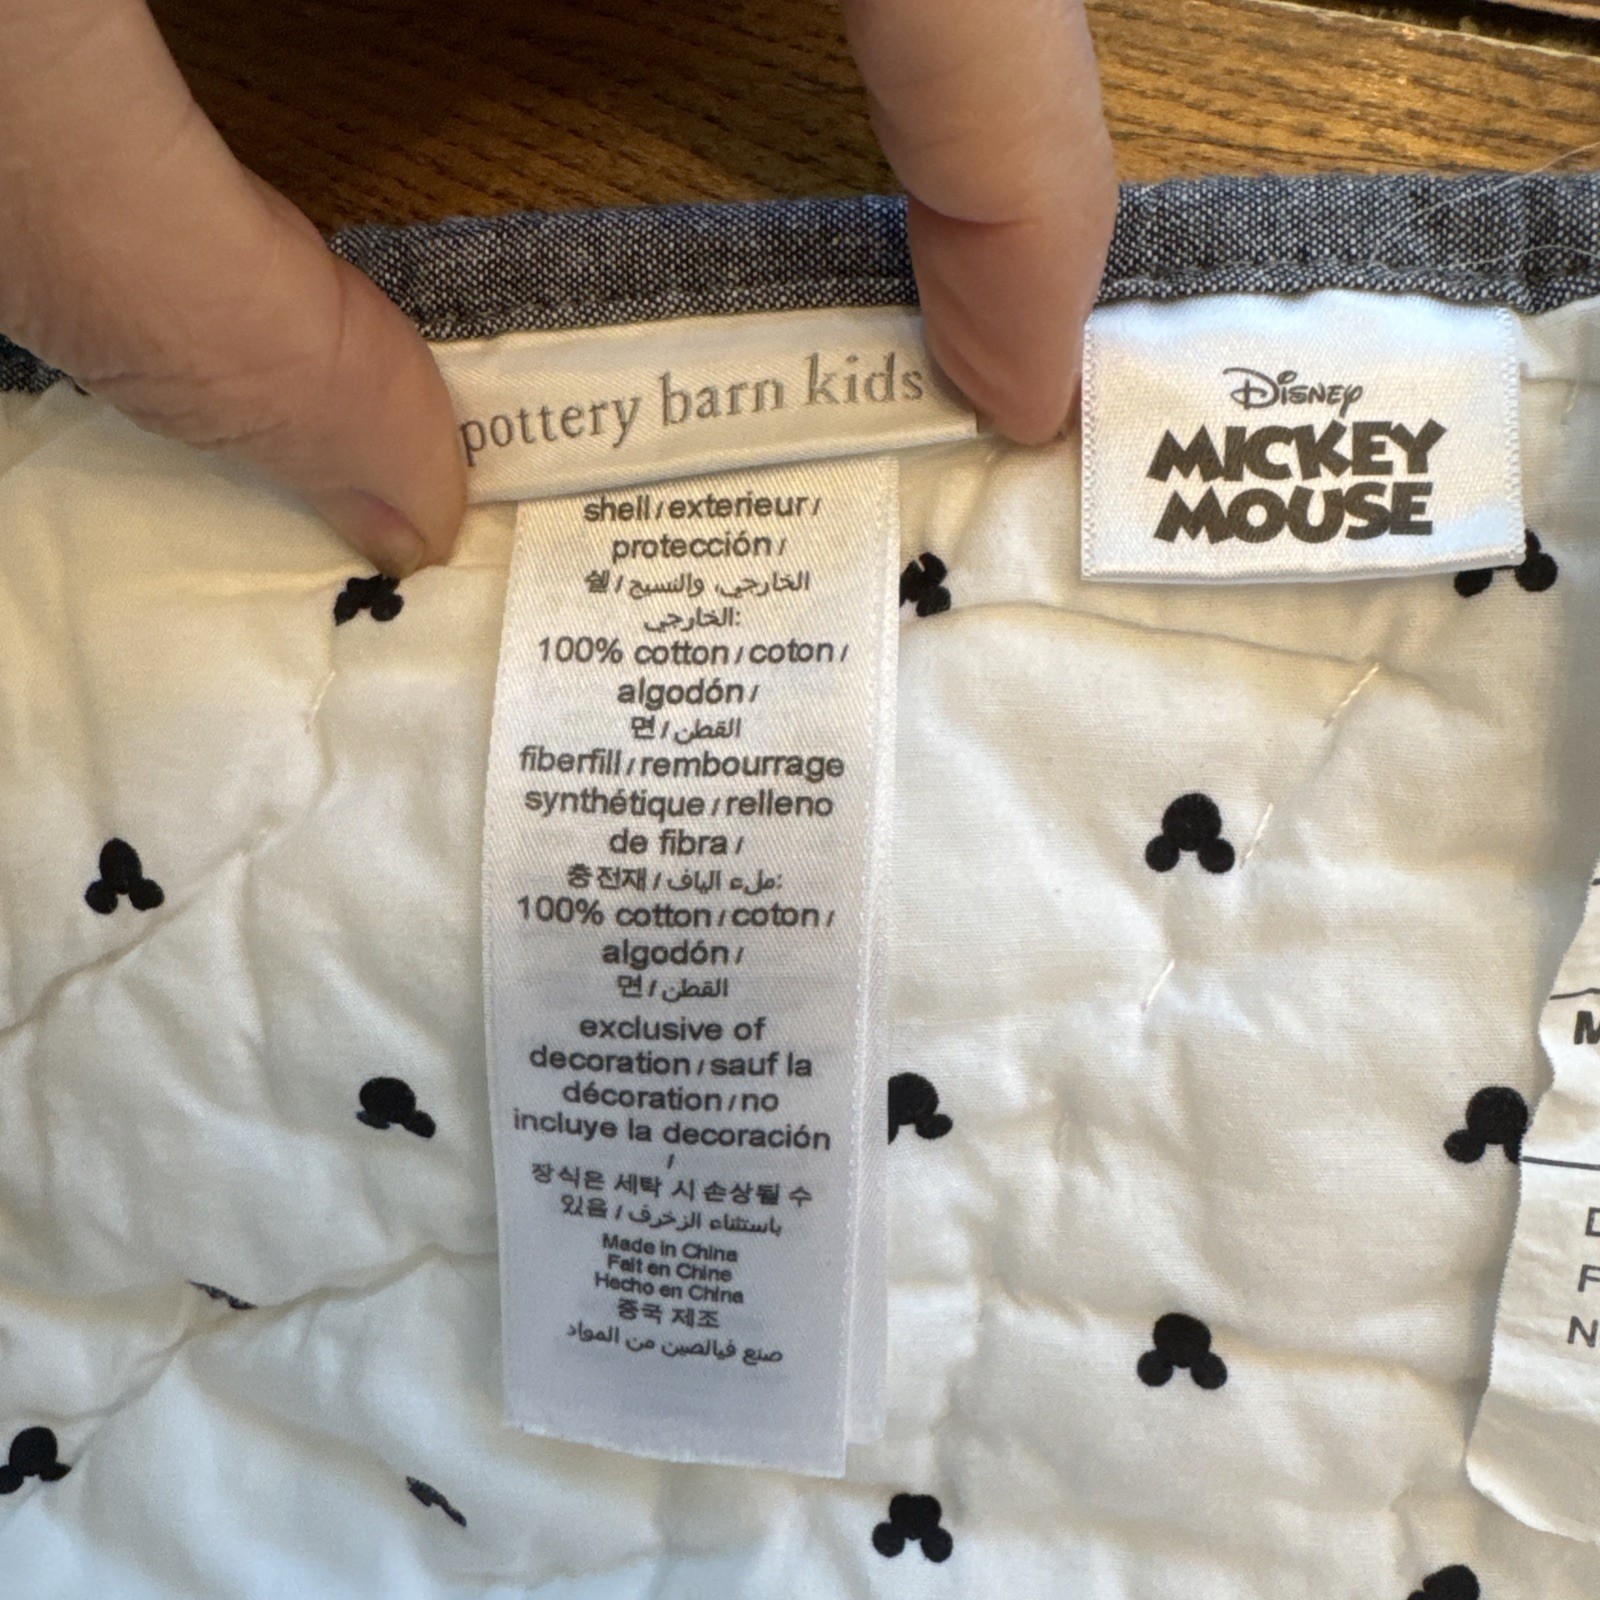 pottery barn kids
Disney
MICKEY
MOUSE
shell / exterieur /
protección /
쉘 / الخارجي، والنسيج
الخارجي:
100% cotton / coton /
algodón /
면 / القطن
fiberfill / rembourrage
synthétique / relleno
de fibra /
충전재 / ملء الياف:
100% cotton / coton /
algodón /
면 / القطن
exclusive of
decoration / sauf la
décoration / no
incluye la decoración
/
장식은 세탁 시 손상될 수
있음 / باستثناء الزخرف
Made in China
Fait en Chine
Hecho en China
중국 제조
صنع فيالصين من المواد
M
D
F
N